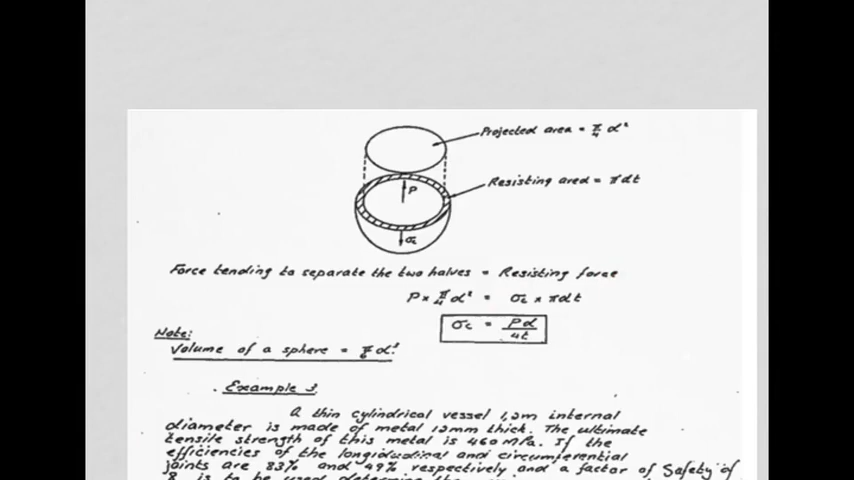 Projected area = π/4 d²
Resisting area = πdt
P
σc
Force tending to separate the two halves = Resisting force
P × π/4 d² = σc × πdt
σc = Pd/4t
Note:
Volume of a sphere = π/6 d³
Example 3
A thin cylindrical vessel internal
diameter is made of metal 12mm thick. The ultimate
tensile strength of this metal is 460 MPa. If the
efficiencies of the longitudinal and circumferential
joints are 83% and 49% respectively and a factor of Safety of
8 is to be used determine the